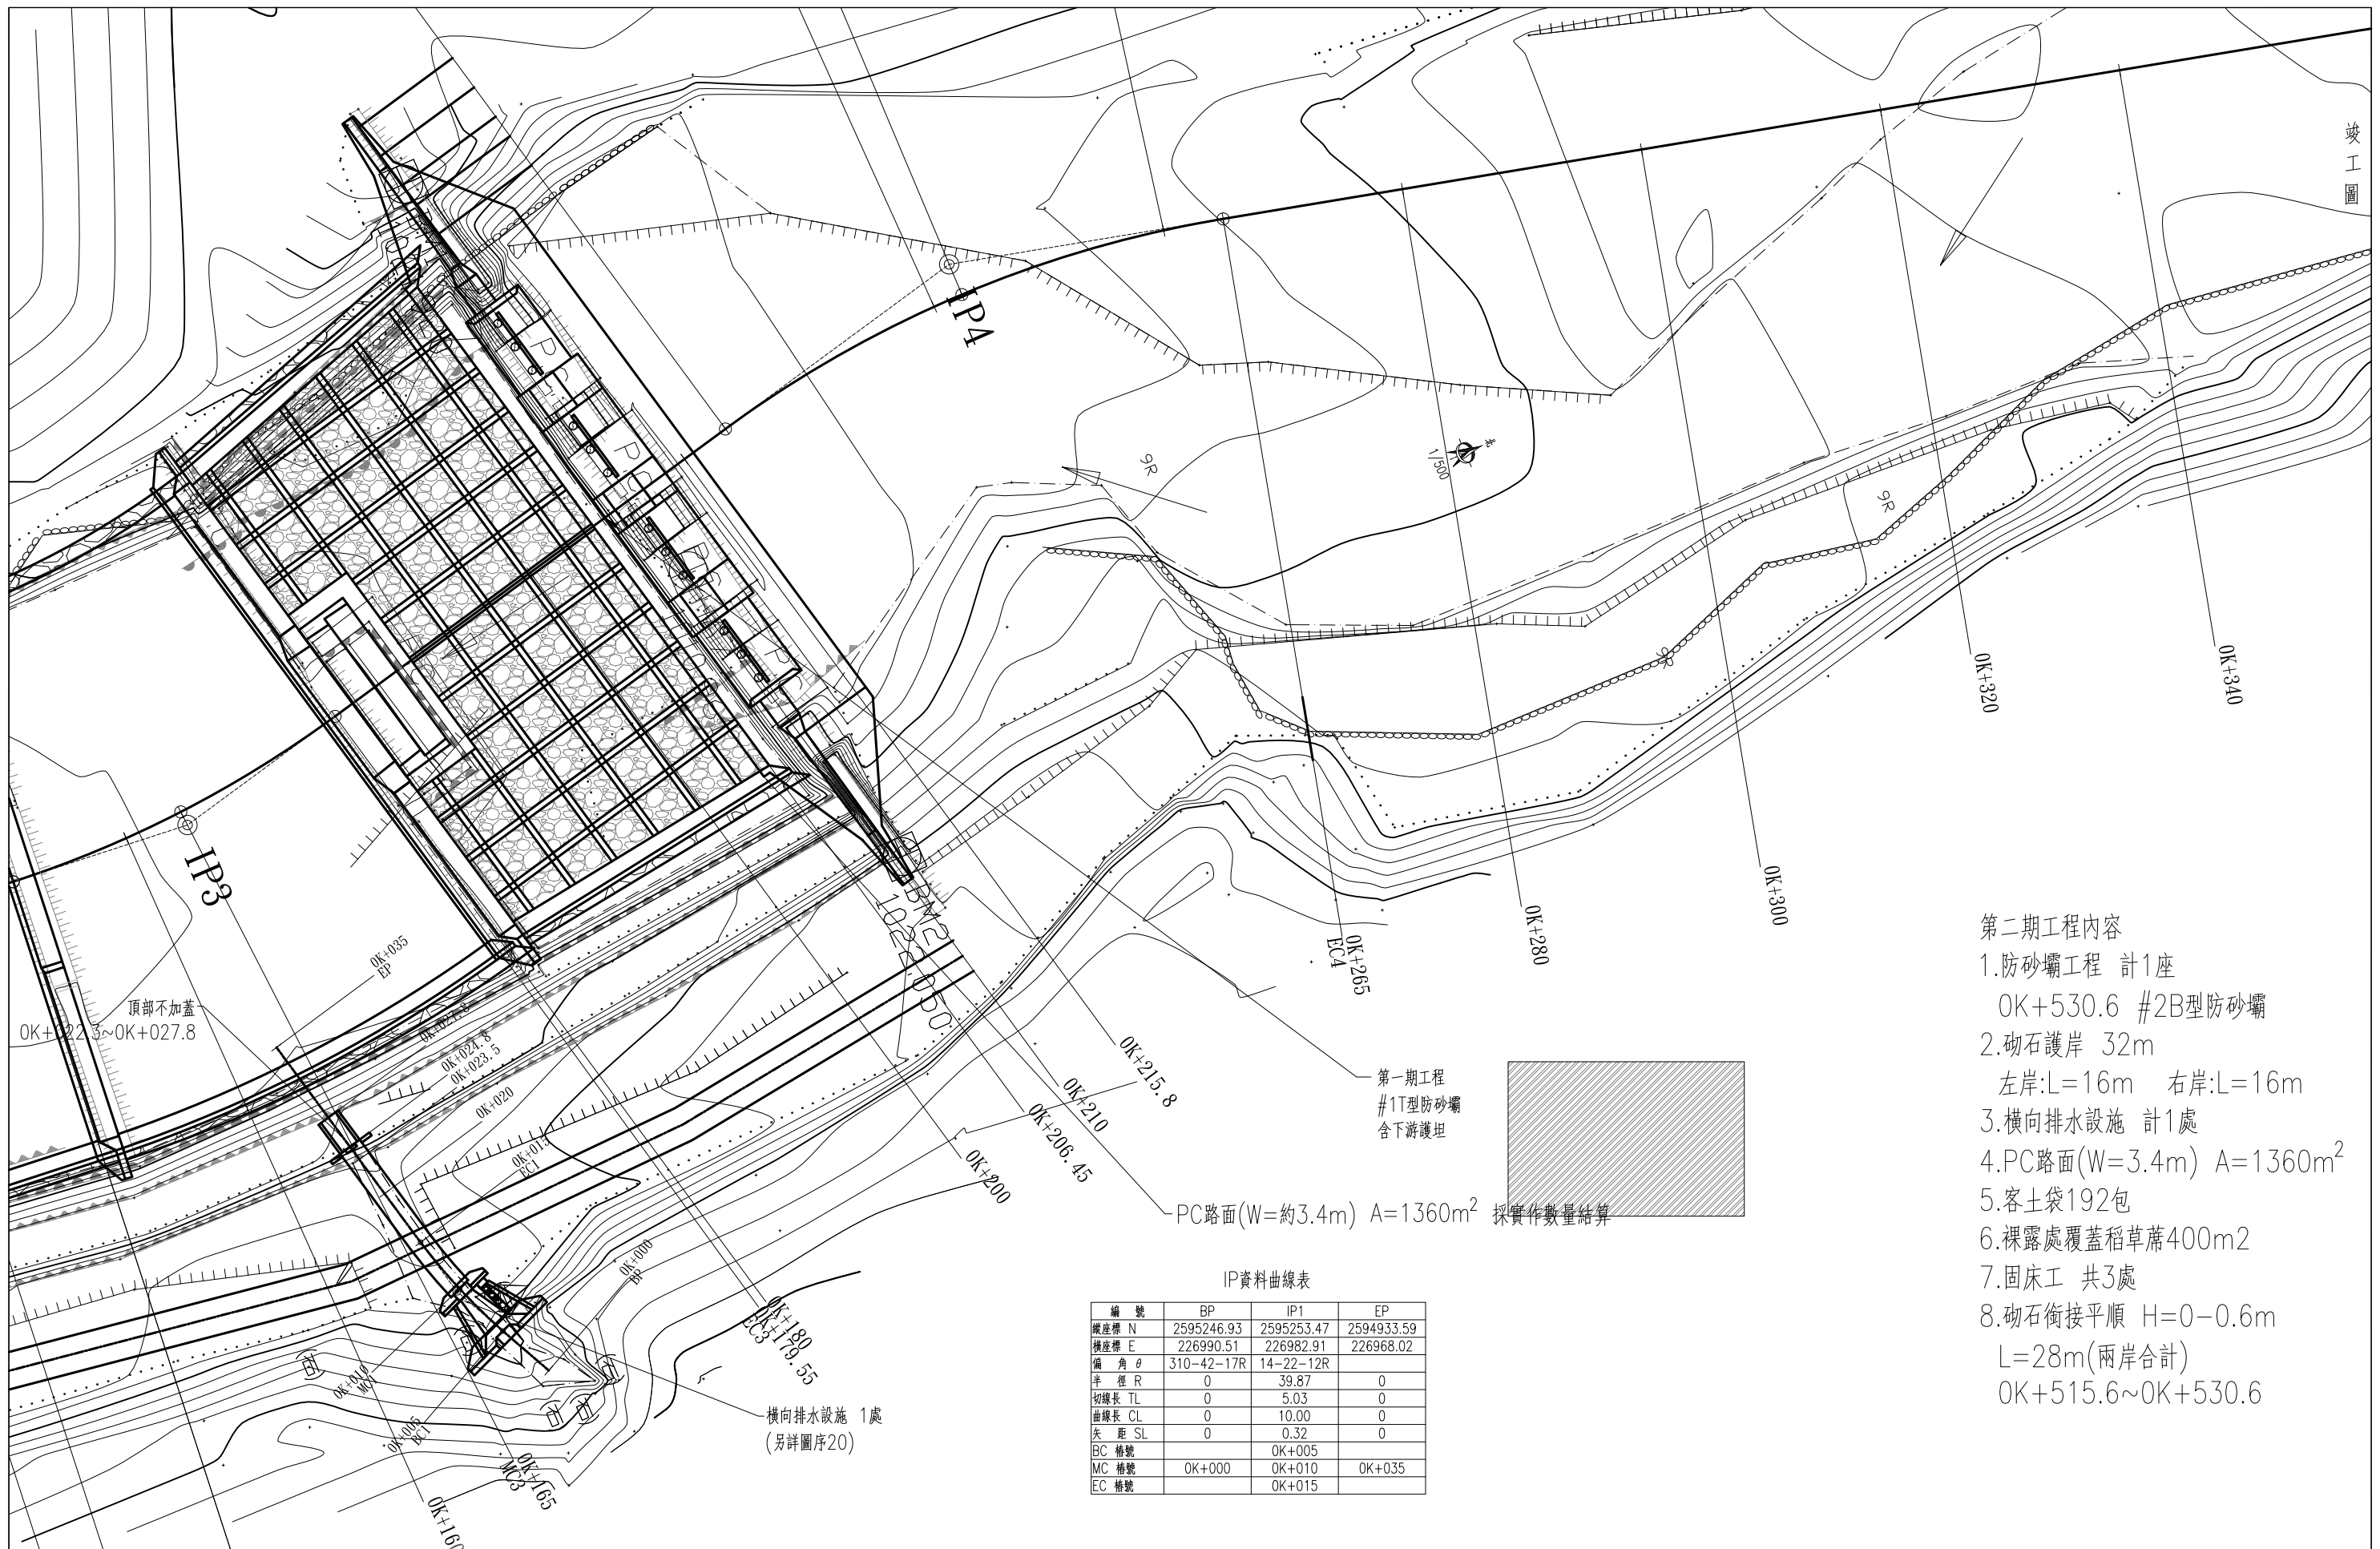 竣工圖
IP4
9R
北
1/500
9R
0K+340
0K+320
0K+300
0K+280
0K+265
EC4
IP3
0K+035
EP
頂部不加蓋
0K+022.3~0K+027.8
0K+024.8
0K+023.5
0K+020
0K+015
EC1
0K+000
BP
0K+010
MC1
0K+005
BC1
0K+160
0K+165
MC3
0K+180
0K+179.55
EC3
0K+200
0K+206.45
0K+210
0K+215.8
第一期工程
#1T型防砂壩
含下游護坦
PC路面(W=約3.4m) A=1360m² 採實作數量結算
橫向排水設施 1處
(另詳圖序20)
IP資料曲線表
編 號 BP IP1 EP
縱座標 N 2595246.93 2595253.47 2594933.59
橫座標 E 226990.51 226982.91 226968.02
偏 角 θ 310-42-17R 14-22-12R
半 徑 R 0 39.87 0
切線長 TL 0 5.03 0
曲線長 CL 0 10.00 0
矢 距 SL 0 0.32 0
BC 樁號 0K+005
MC 樁號 0K+000 0K+010 0K+035
EC 樁號 0K+015
第二期工程內容
1.防砂壩工程 計1座
0K+530.6 #2B型防砂壩
2.砌石護岸 32m
左岸:L=16m 右岸:L=16m
3.橫向排水設施 計1處
4.PC路面(W=3.4m) A=1360m²
5.客土袋192包
6.裸露處覆蓋稻草蓆400m2
7.固床工 共3處
8.砌石銜接平順 H=0-0.6m
L=28m(兩岸合計)
0K+515.6~0K+530.6